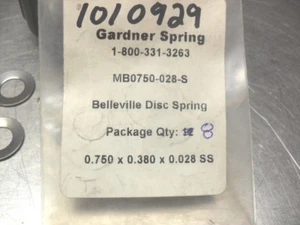 1010929
Gardner Spring
1-800-331-3263
MB0750-028-S
Belleville Disc Spring
Package Qty: 8
0.750 x 0.380 x 0.028 SS